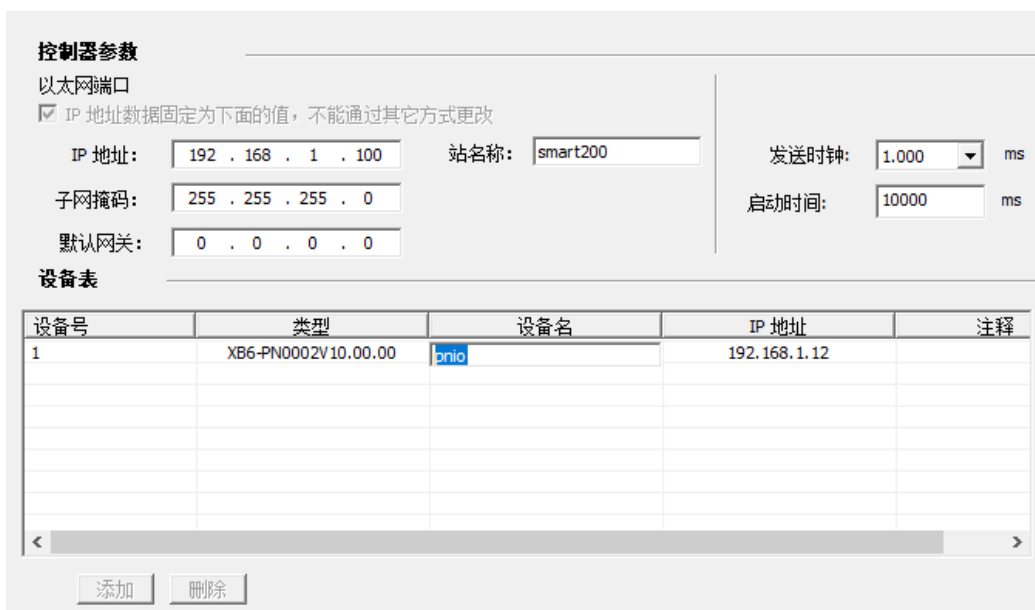 控制器参数
以太网端口
IP 地址数据固定为下面的值，不能通过其它方式更改
IP 地址： 192 . 168 . 1 . 100 站名称： smart200 发送时钟: 1.000 ms
子网掩码： 255 . 255 . 255 . 0 启动时间: 10000 ms
默认网关： 0 . 0 . 0 . 0
设备表
设备号 类型 设备名 IP 地址 注释
1 XB6-PN0002V10.00.00 pnio 192.168.1.12
添加 删除